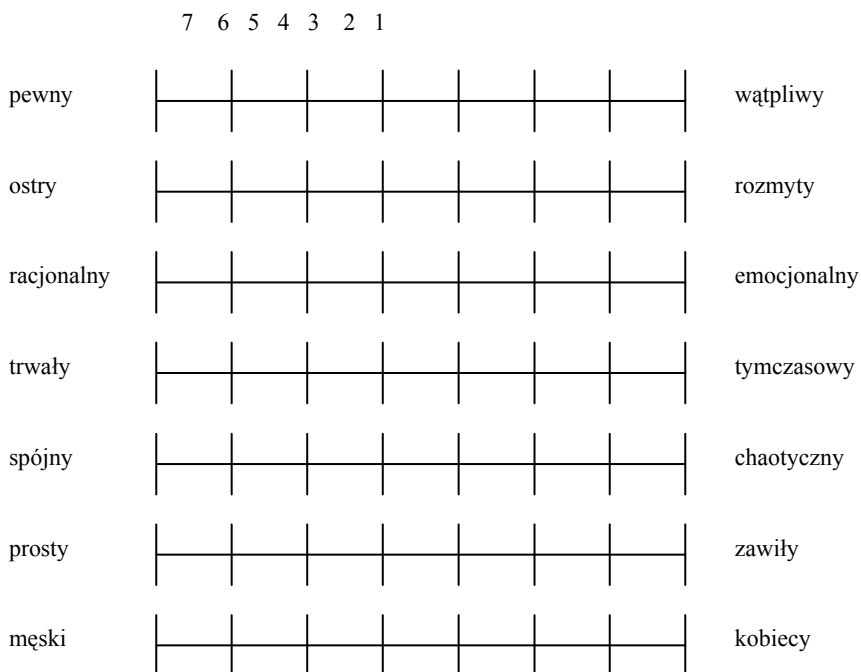 7 6 5 4 3 2 1
pewny wątpliwy
ostry rozmyty
racjonalny emocjonalny
trwały tymczasowy
spójny chaotyczny
prosty zawiły
męski kobiecy